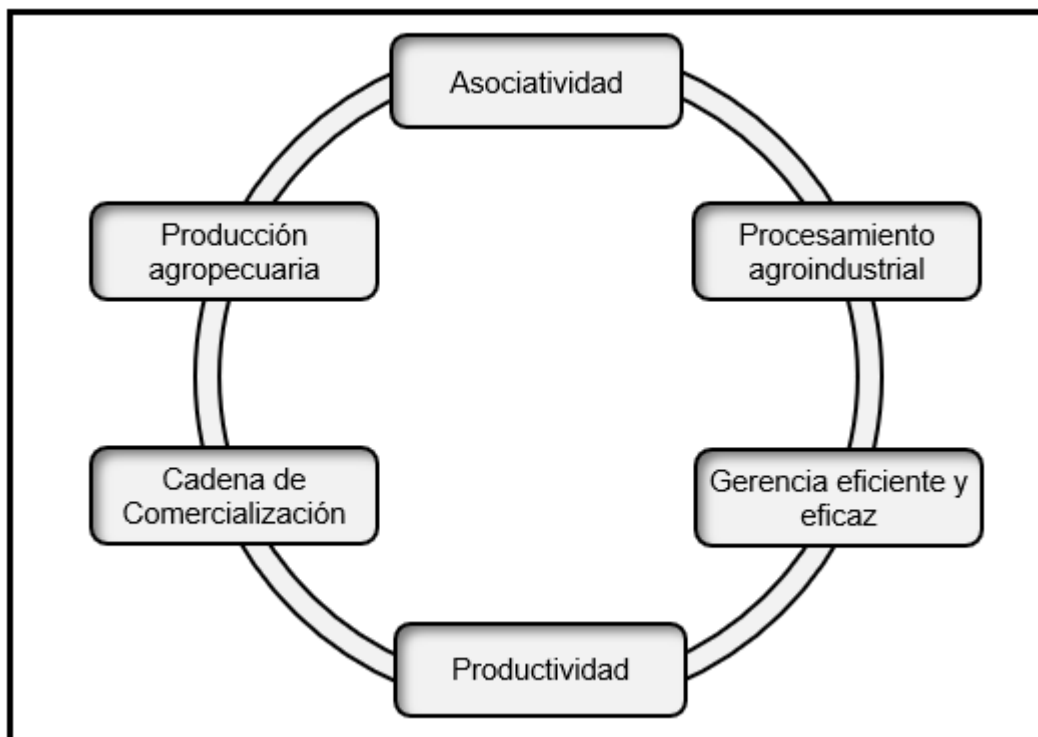 Asociatividad
Producción
agropecuaria
Procesamiento
agroindustrial
Cadena de
Comercialización
Gerencia eficiente y
eficaz
Productividad